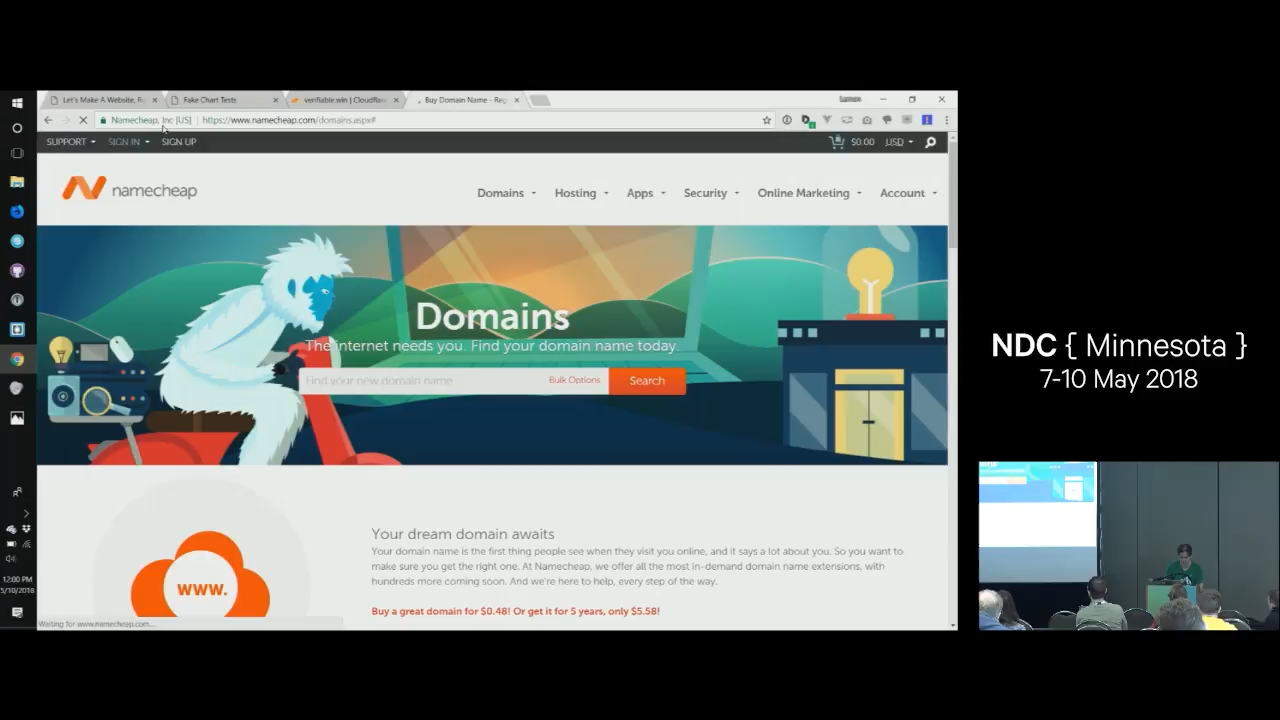 Let's Make A Website, R
Fake Chart Tests
verifiable.win | Cloudflar
Buy Domain Name - Reg
Namecheap, Inc [US]
https://www.namecheap.com/domains.aspx#
SUPPORT
SIGN IN
SIGN UP
$0.00
USD
namecheap
Domains
Hosting
Apps
Security
Online Marketing
Account
Domains
The internet needs you. Find your domain name today.
Find your new domain name
Bulk Options
Search
Your dream domain awaits
Your domain name is the first thing people see when they visit you online, and it says a lot about you. So you want to
make sure you get the right one. At Namecheap, we offer all the most in-demand domain name extensions, with
hundreds more coming soon. And we're here to help, every step of the way.
www.
Buy a great domain for $0.48! Or get it for 5 years, only $5.58!
Waiting for www.namecheap.com...
12:00 PM
5/10/2018
NDC { Minnesota }
7-10 May 2018